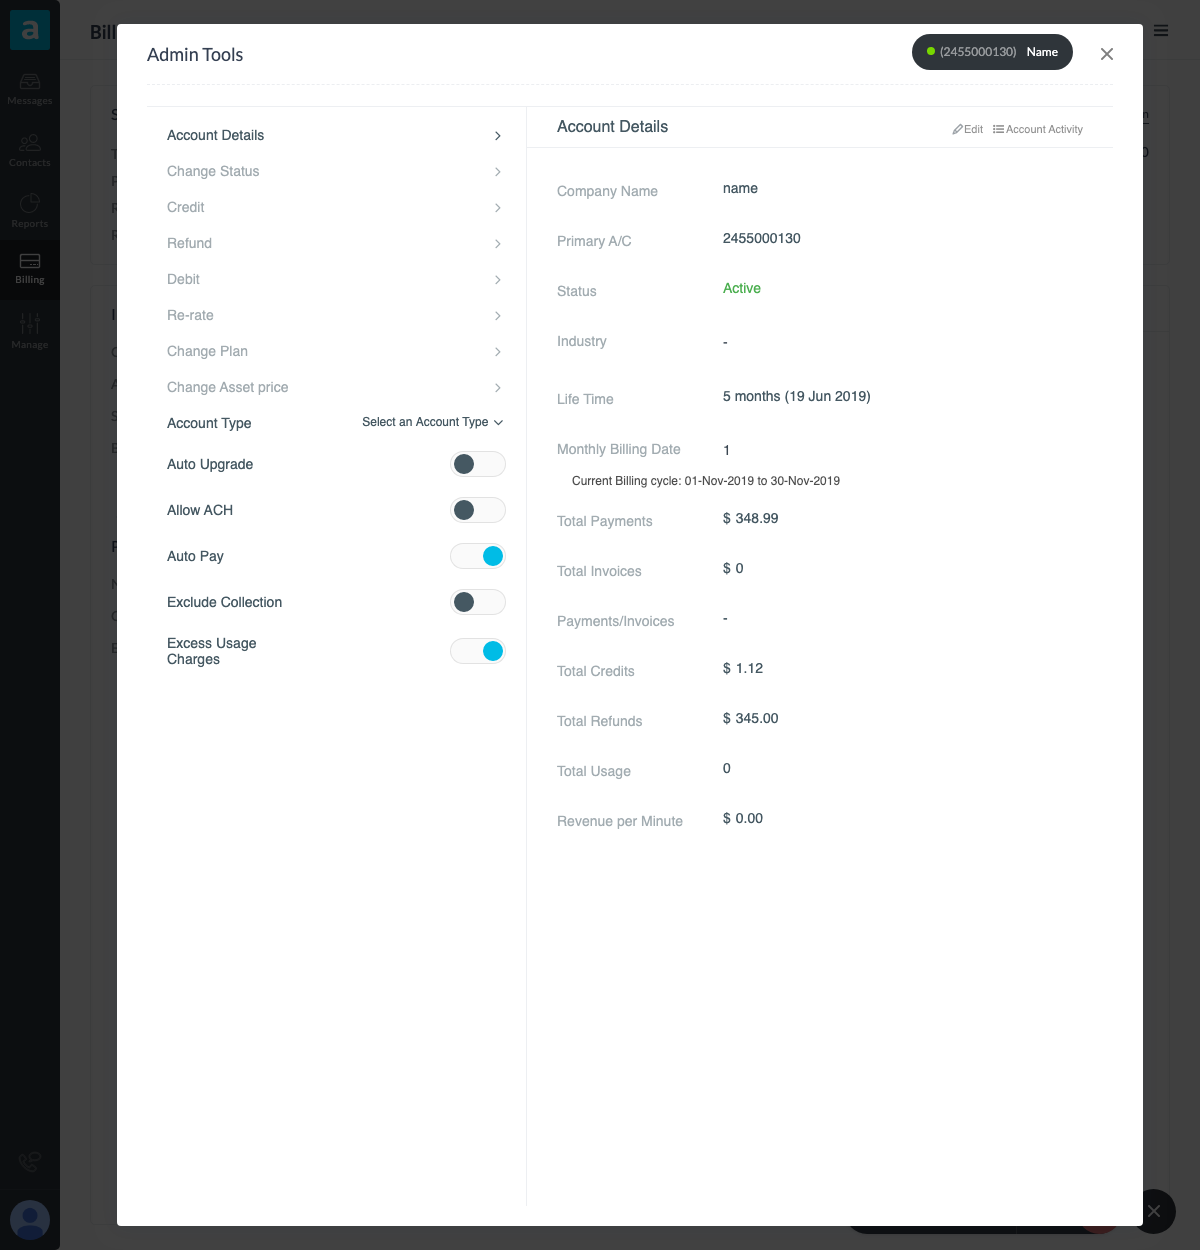 a
Bill
Messages
Contacts
Reports
Billing
Manage
Admin Tools
(2455000130) Name
Account Details
Change Status
Credit
Refund
Debit
Re-rate
Change Plan
Change Asset price
Account Type Select an Account Type
Auto Upgrade
Allow ACH
Auto Pay
Exclude Collection
Excess Usage
Charges
Account Details
Edit Account Activity
Company Name name
Primary A/C 2455000130
Status Active
Industry -
Life Time 5 months (19 Jun 2019)
Monthly Billing Date 1
Current Billing cycle: 01-Nov-2019 to 30-Nov-2019
Total Payments $ 348.99
Total Invoices $ 0
Payments/Invoices -
Total Credits $ 1.12
Total Refunds $ 345.00
Total Usage 0
Revenue per Minute $ 0.00